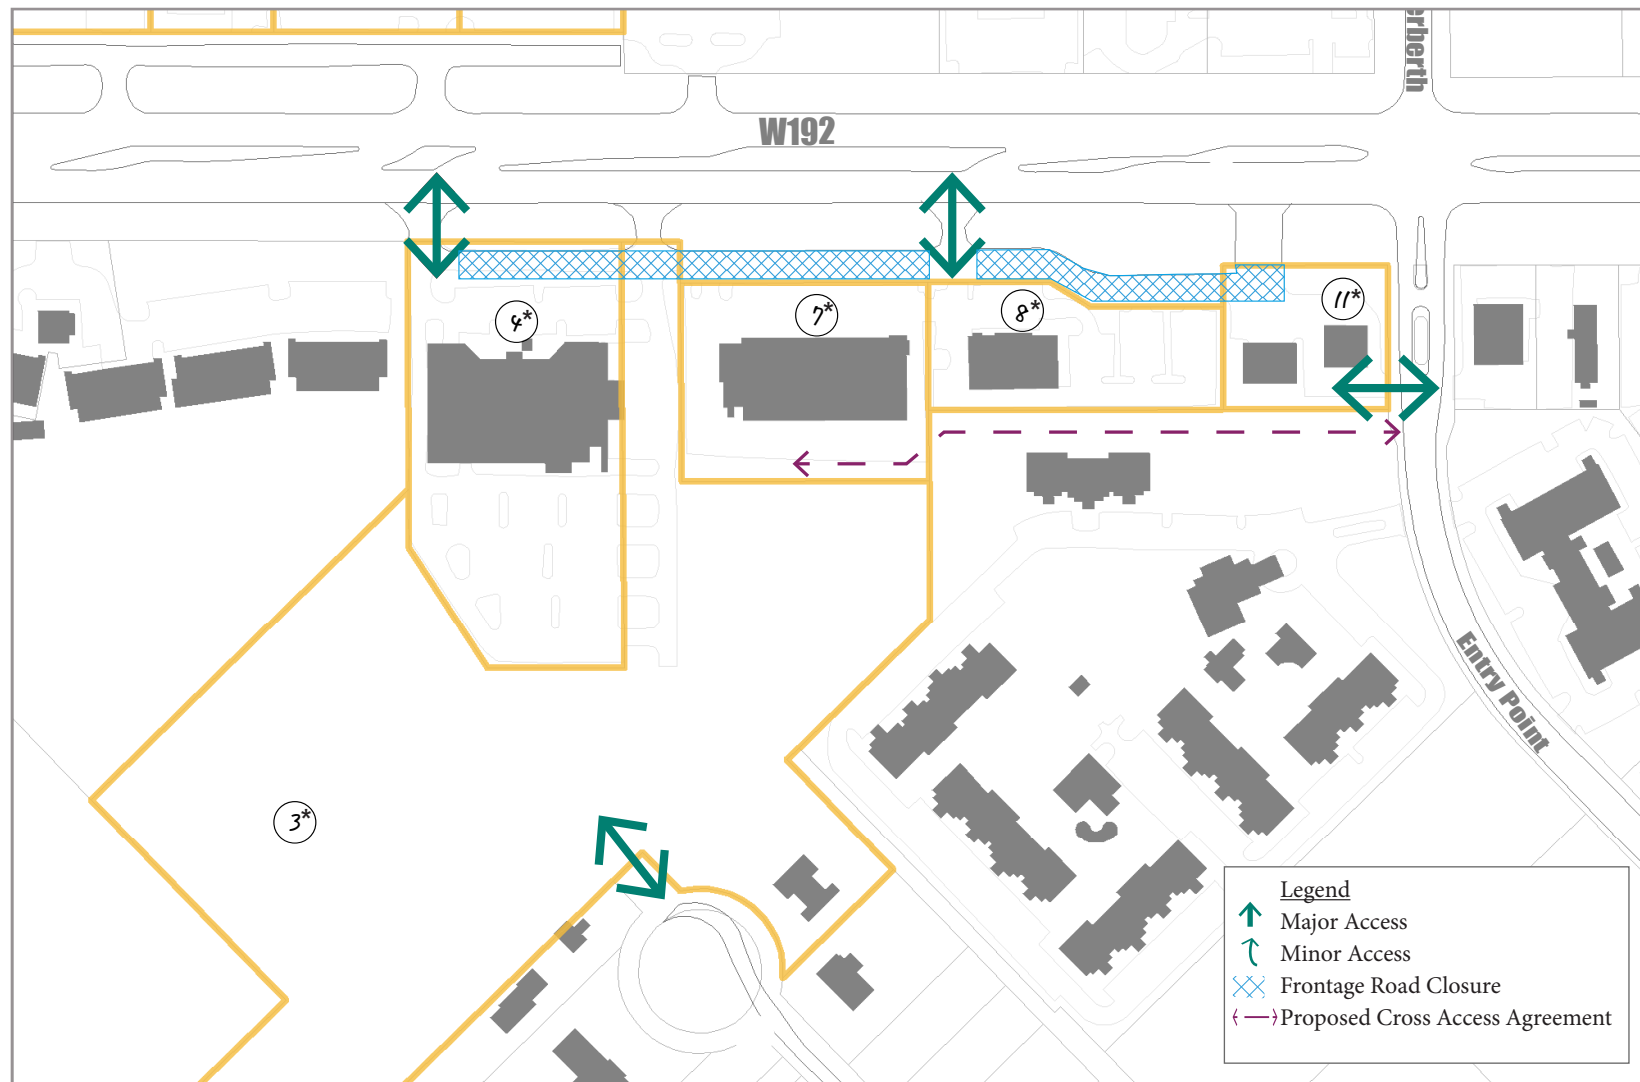 erberth
W192
4*
7*
8*
11*
Entry Point
3*
Legend
Major Access
Minor Access
Frontage Road Closure
Proposed Cross Access Agreement